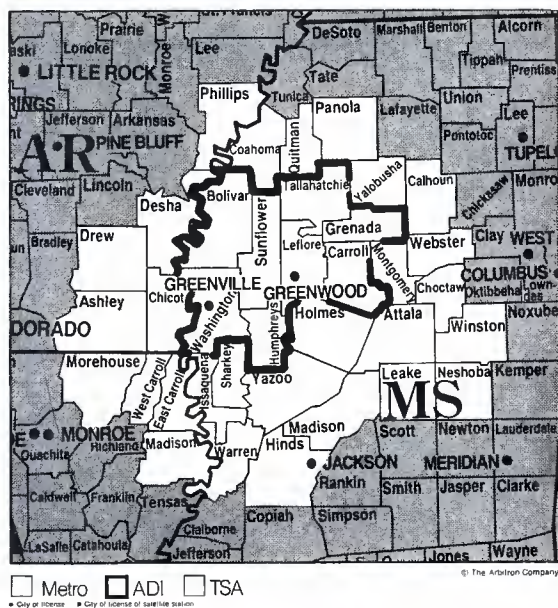 St. Francis
Prairie
Lonoke
Monroe
Lee
DeSoto
Marshall
Benton
Alcorn
LITTLE ROCK
Tippah
Prentiss
Tate
Phillips
Tunica
Panola
Lafayette
Union
Lee
Jefferson
Arkansas
Pontotoc
AR
PINE BLUFF
Coahoma
Quitman
TUPEL
Cleveland
Lincoln
Bolivar
Tallahatchie
Yalobusha
Calhoun
Chickasaw
Monro
Desha
Sunflower
Bradley
Drew
Leflore
Grenada
Carroll
Montgomery
Webster
Clay
WEST
GREENVILLE
GREENWOOD
COLUMBUS
Choctaw
Oktibbeha
Lown-
des
Ashley
Chicot
Washington
Humphreys
Holmes
Attala
Noxube
DORADO
Winston
Morehouse
West Carroll
East Carroll
Issaquena
Sharkey
Yazoo
Leake
Neshoba
Kemper
MS
MONROE
Richland
Ouachita
Madison
Warren
Hinds
Madison
Scott
Newton
Lauderdale
JACKSON
MERIDIAN
Rankin
Caldwell
Franklin
Tensas
Smith
Jasper
Clarke
Claiborne
Copiah
Simpson
LaSalle
Catahoula
Jefferson
Jones
Wayne
© The Arbitron Company
Metro ADI TSA
City of license City of license of satellite station